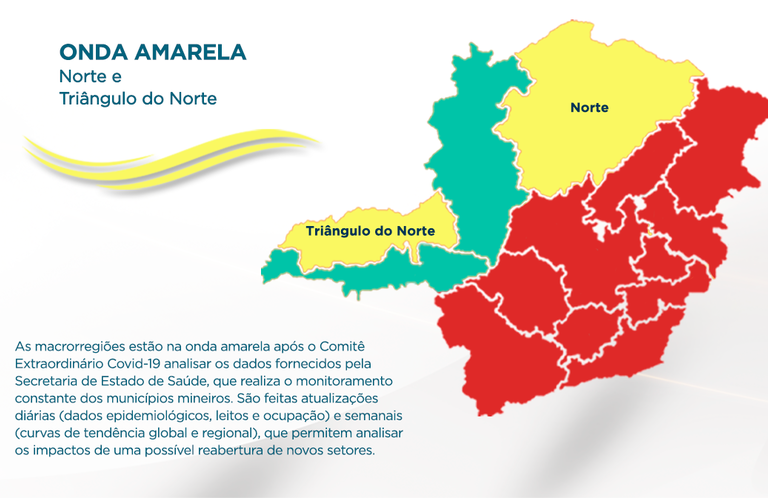 ONDA AMARELA
Norte e
Triângulo do Norte
Norte
Triângulo do Norte
As macrorregiões estão na onda amarela após o Comitê
Extraordinário Covid-19 analisar os dados fornecidos pela
Secretaria de Estado de Saúde, que realiza o monitoramento
constante dos municípios mineiros. São feitas atualizações
diárias (dados epidemiológicos, leitos e ocupação) e semanais
(curvas de tendência global e regional), que permitem analisar
os impactos de uma possível reabertura de novos setores.